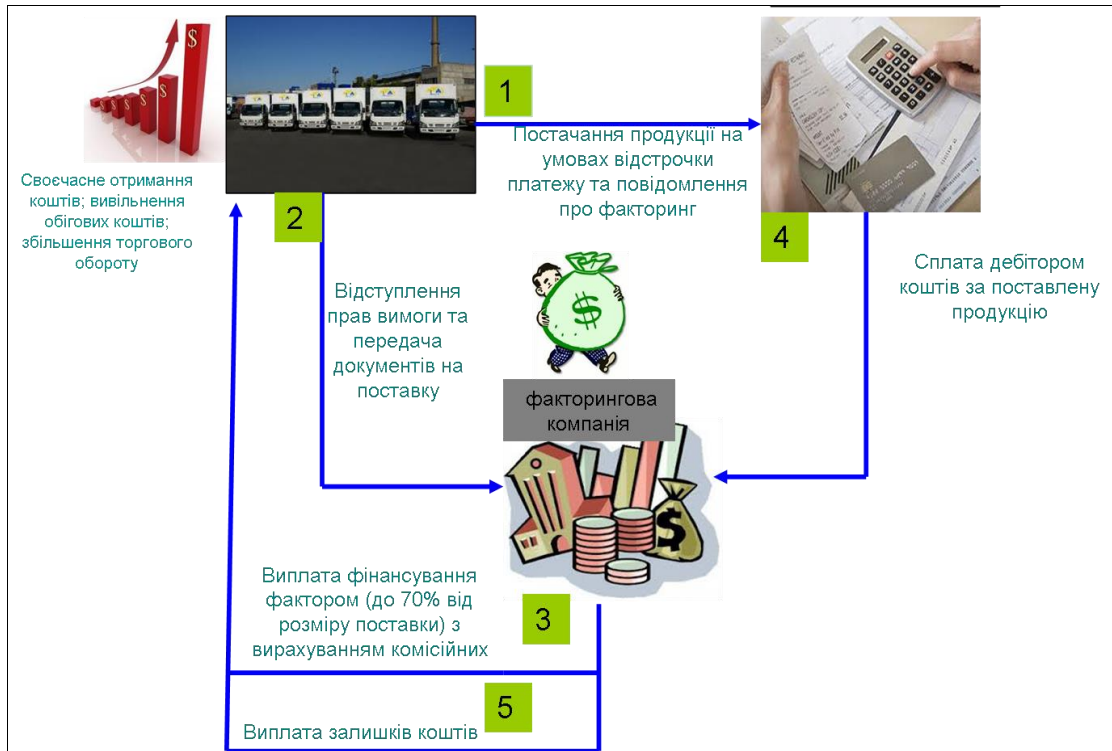 1
Постачання продукції на
умовах відстрочки
платежу та повідомлення
про факторинг
Своєчасне отримання
коштів; вивільнення
обігових коштів;
збільшення торгового
обороту
2
Відступлення
прав вимоги та
передача
документів на
поставку
4
Сплата дебітором
коштів за поставлену
продукцію
$
$
$
$
$
$
$
$
факторингова
компанія
$
Виплата фінансування
фактором (до 70% від
розміру поставки) з
вирахуванням комісійних
3
5
Виплата залишків коштів